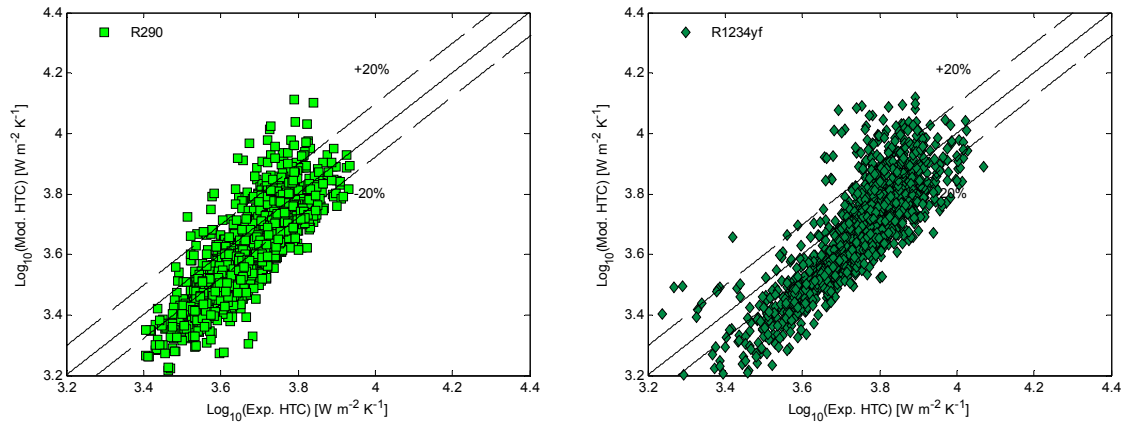 4.4
4.2
4
3.8
3.6
3.4
3.2
3.2 3.4 3.6 3.8 4 4.2 4.4
Log10(Mod. HTC) [W m-2 K-1]
Log10(Exp. HTC) [W m-2 K-1]
R290
+20%
-20%
4.4
4.2
4
3.8
3.6
3.4
3.2
3.2 3.4 3.6 3.8 4 4.2 4.4
Log10(Mod. HTC) [W m-2 K-1]
Log10(Exp. HTC) [W m-2 K-1]
R1234yf
+20%
20%